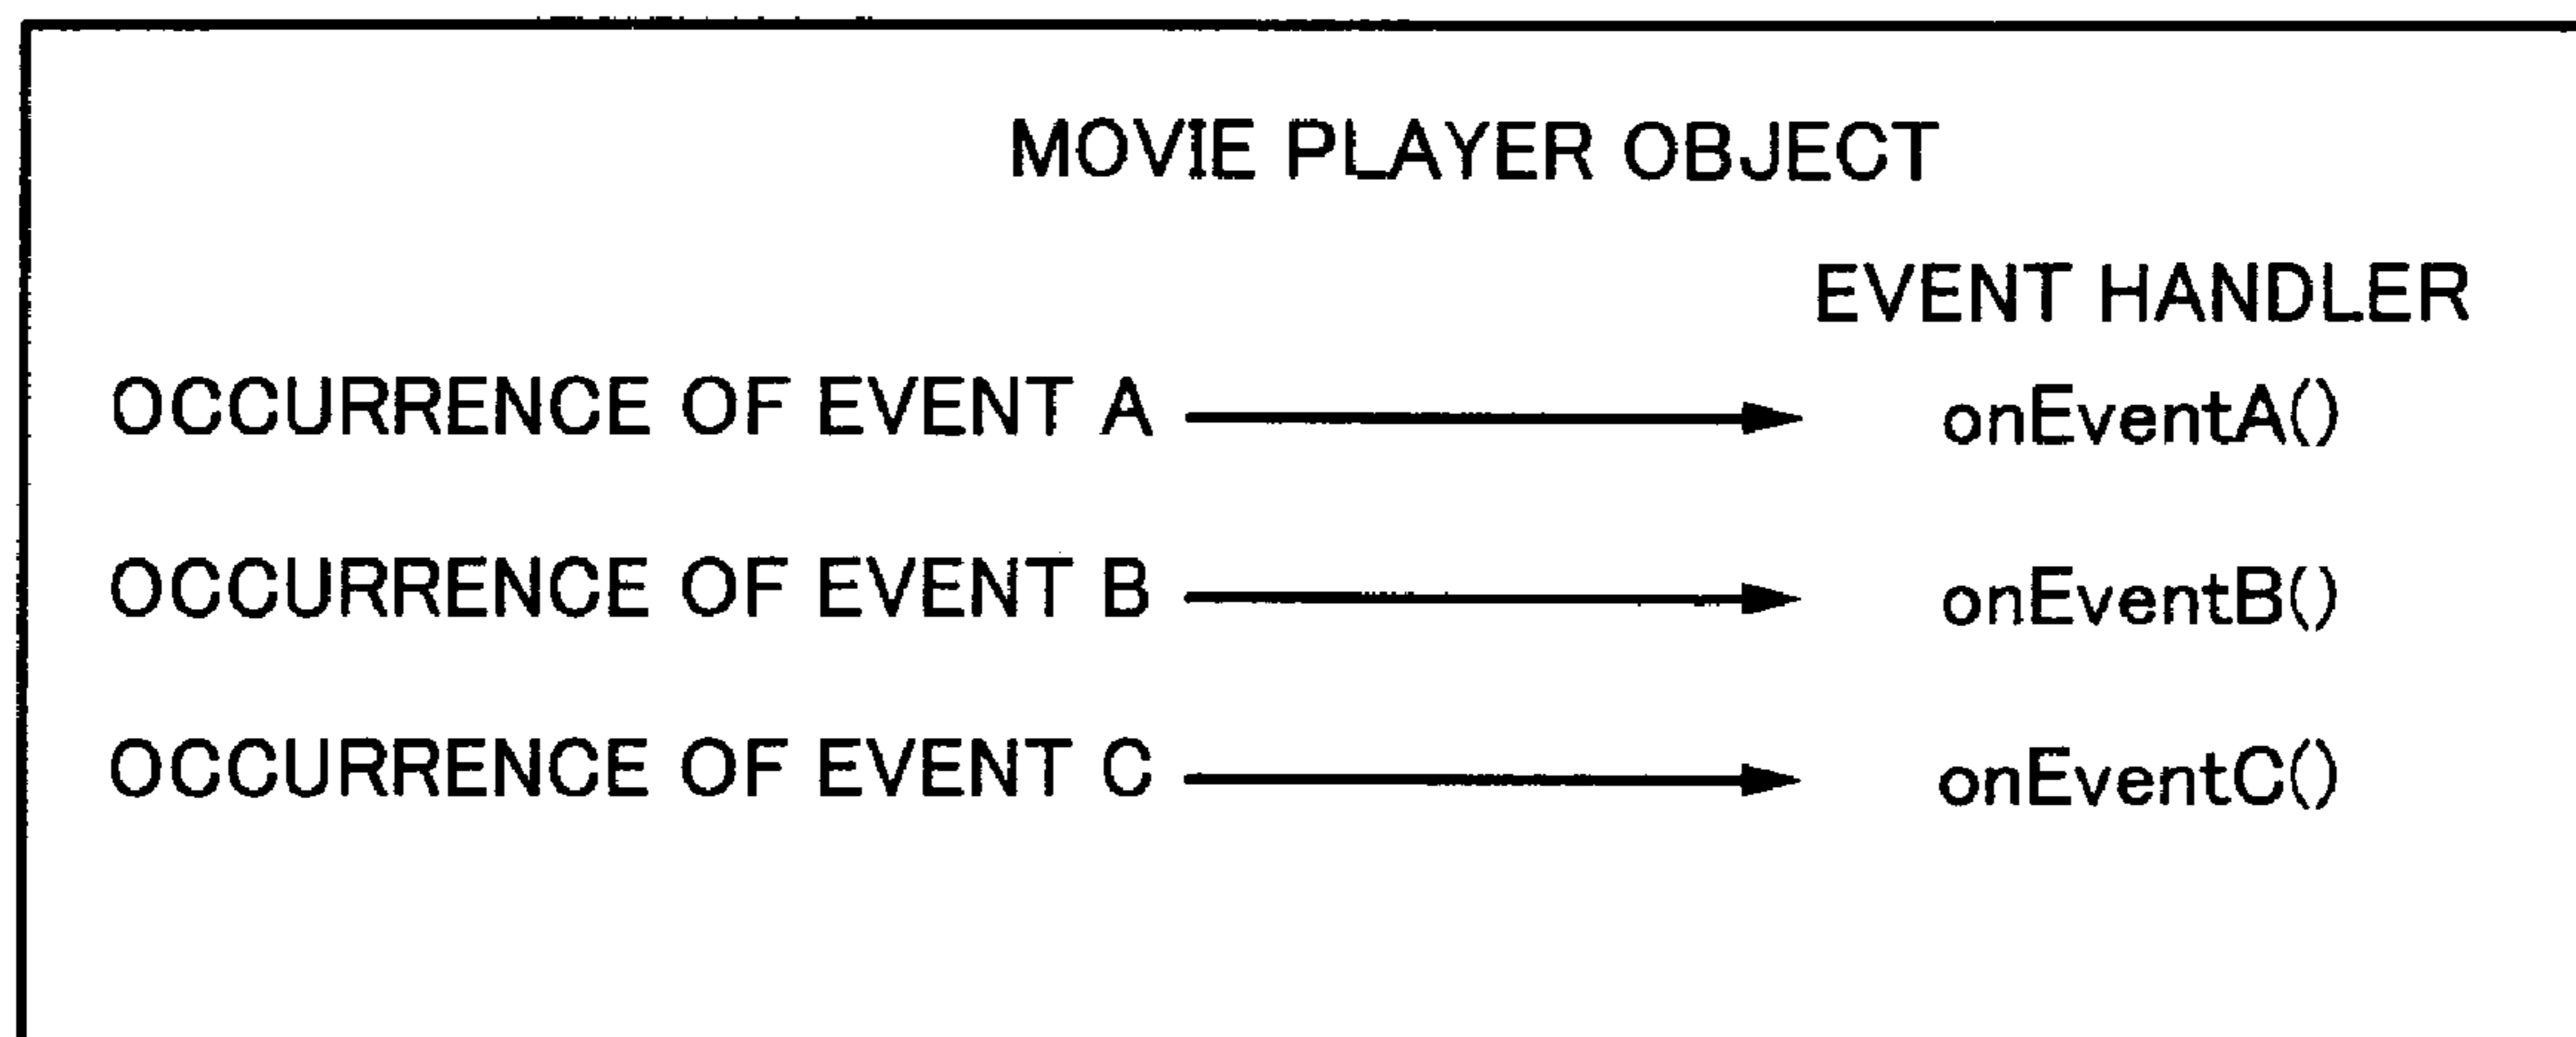 MOVIE PLAYER OBJECT
EVENT HANDLER
OCCURRENCE OF EVENT A onEventA()
OCCURRENCE OF EVENT B onEventB()
OCCURRENCE OF EVENT C onEventC()